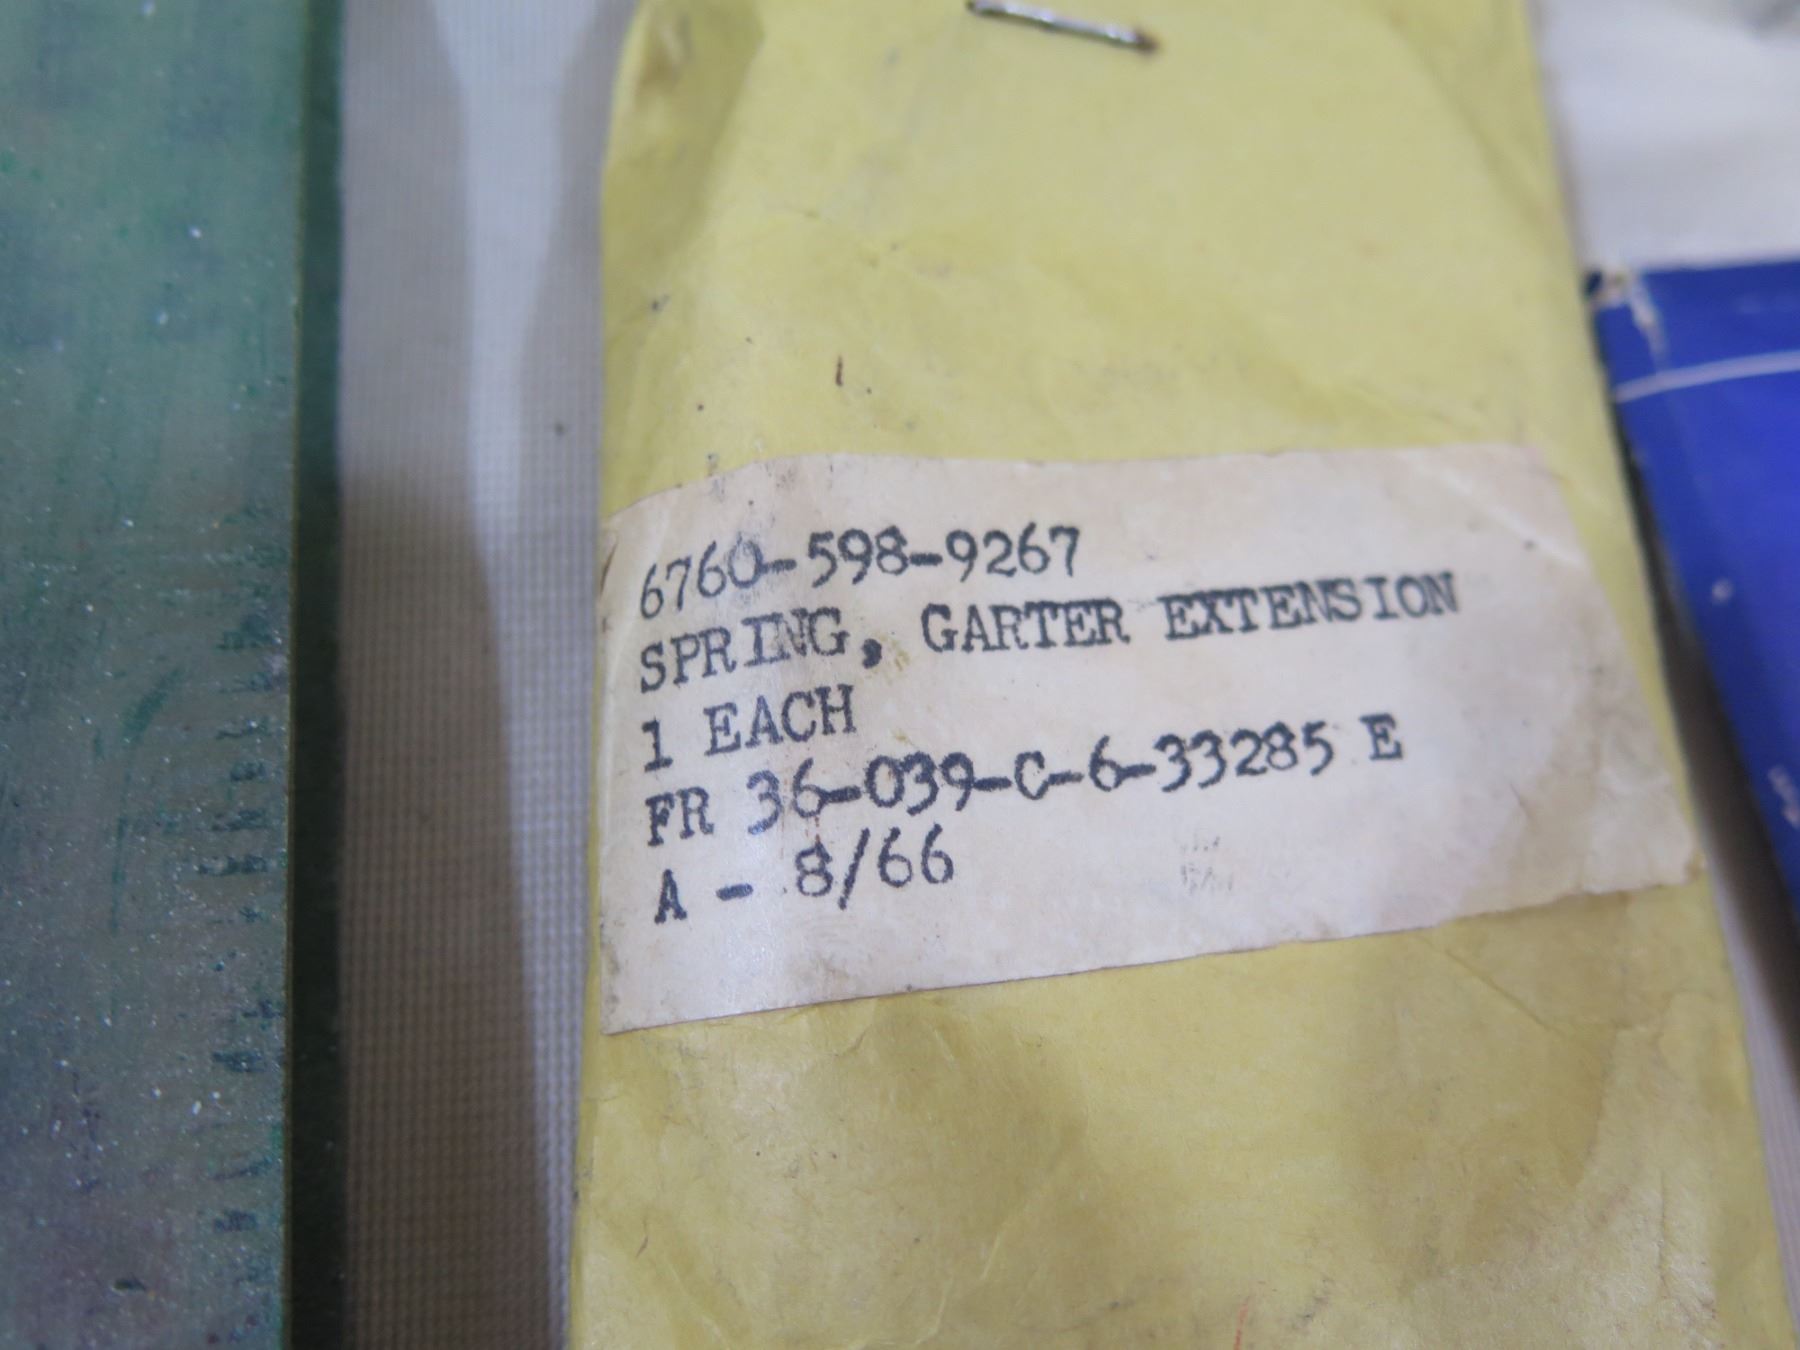 6760-598-9267
SPRING, GARTER EXTENSION
1 EACH
FR 36-039-C-6-33285 E
A - 8/66